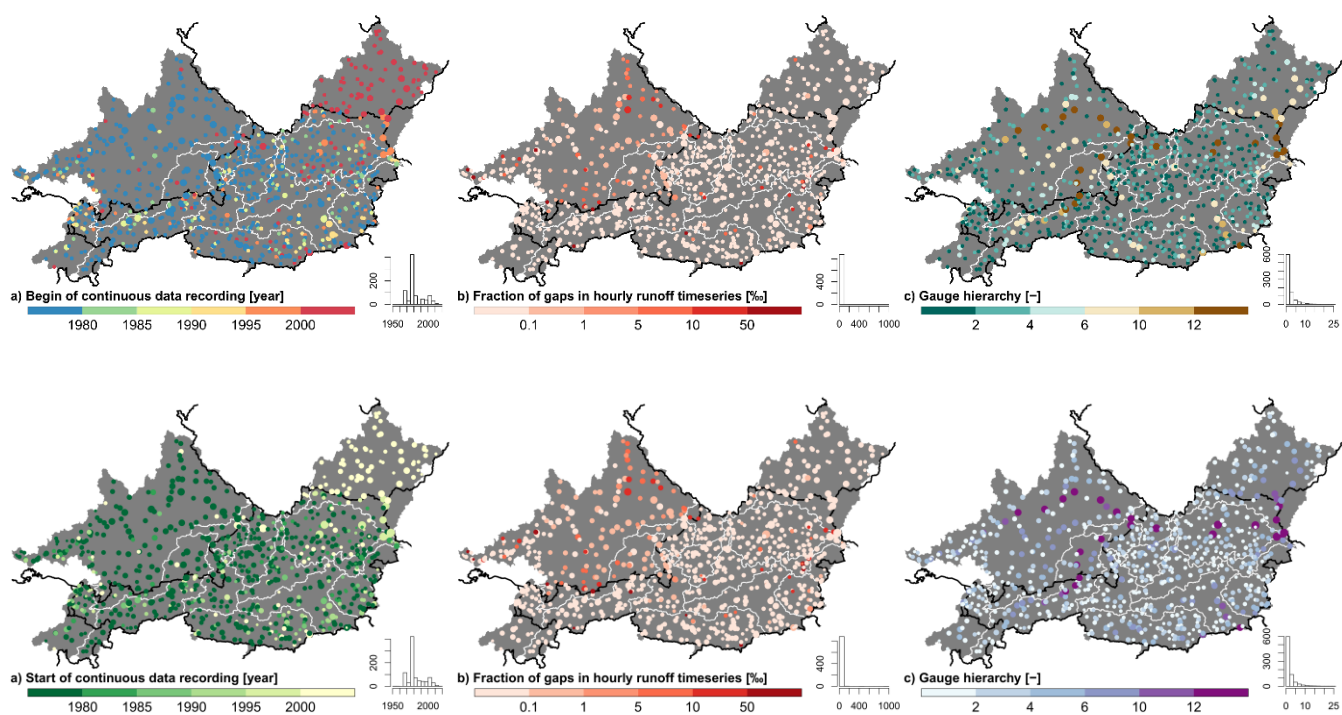 200
0
1950 2000
a) Begin of continuous data recording [year]
1980 1985 1990 1995 2000
800
400
0
0 400 1000
b) Fraction of gaps in hourly runoff timeseries [‰]
0.1 1 5 10 50
600
300
0
0 10 25
c) Gauge hierarchy [−]
2 4 6 10 12
200
0
1950 2000
a) Start of continuous data recording [year]
1980 1985 1990 1995 2000
400
0
0 400 1000
b) Fraction of gaps in hourly runoff timeseries [‰]
0.1 1 5 10 50
600
300
0
0 10 25
c) Gauge hierarchy [−]
2 4 6 10 12